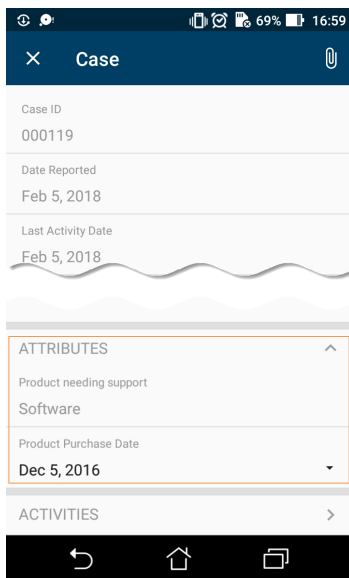 69% 16:59
Case
Case ID
000119
Date Reported
Feb 5, 2018
Last Activity Date
Feb 5, 2018
ATTRIBUTES
Product needing support
Software
Product Purchase Date
Dec 5, 2016
ACTIVITIES